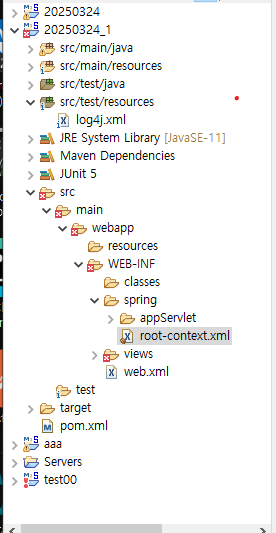 20250324
20250324_1
src/main/java
src/main/resources
src/test/java
src/test/resources
log4j.xml
JRE System Library [JavaSE-11]
Maven Dependencies
JUnit 5
src
main
webapp
resources
WEB-INF
classes
spring
appServlet
root-context.xml
views
web.xml
test
target
pom.xml
aaa
Servers
test00